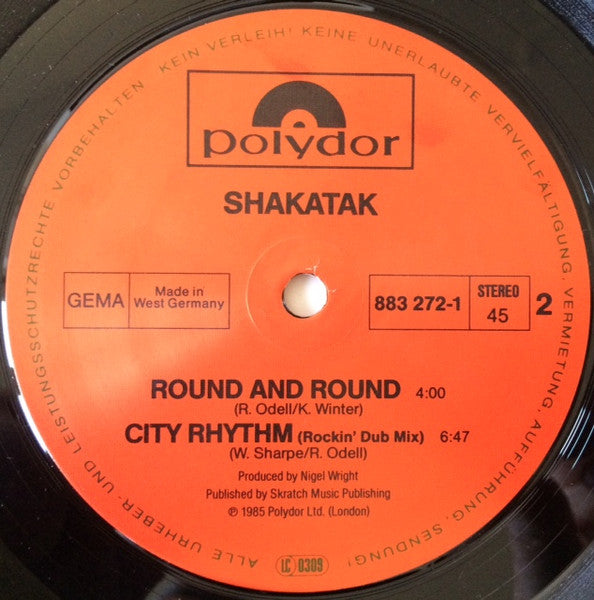 ALLE URHEBER- UND LEISTUNGSSCHUTZRECHTE VORBEHALTEN KEIN VERLEIH! KEINE UNERLAUBTE VERVIELFÄLTIGUNG, VERMIETUNG, AUFFÜHRUNG, SENDUNG!
polydor
SHAKATAK
GEMA
Made in
West Germany
883 272-1
STEREO
45
2
ROUND AND ROUND 4:00
(R. Odell/K. Winter)
CITY RHYTHM (Rockin' Dub Mix) 6:47
(W. Sharpe/R. Odell)
Produced by Nigel Wright
Published by Skratch Music Publishing
℗ 1985 Polydor Ltd. (London)
LC 0309